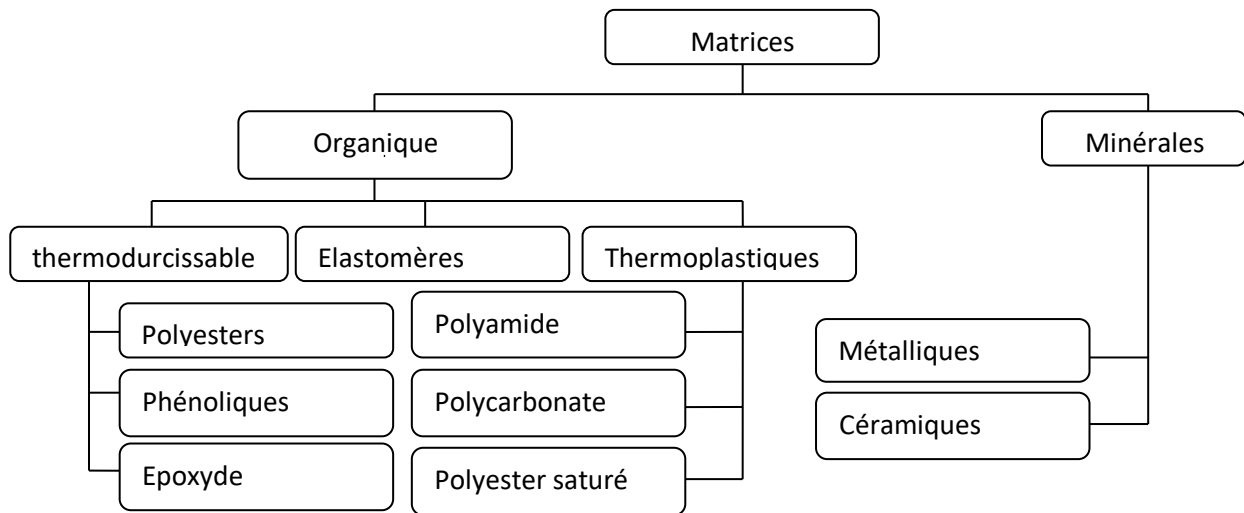 Matrices
Organique
Minérales
thermodurcissable
Elastomères
Thermoplastiques
Polyesters
Phénoliques
Epoxyde
Polyamide
Polycarbonate
Polyester saturé
Métalliques
Céramiques